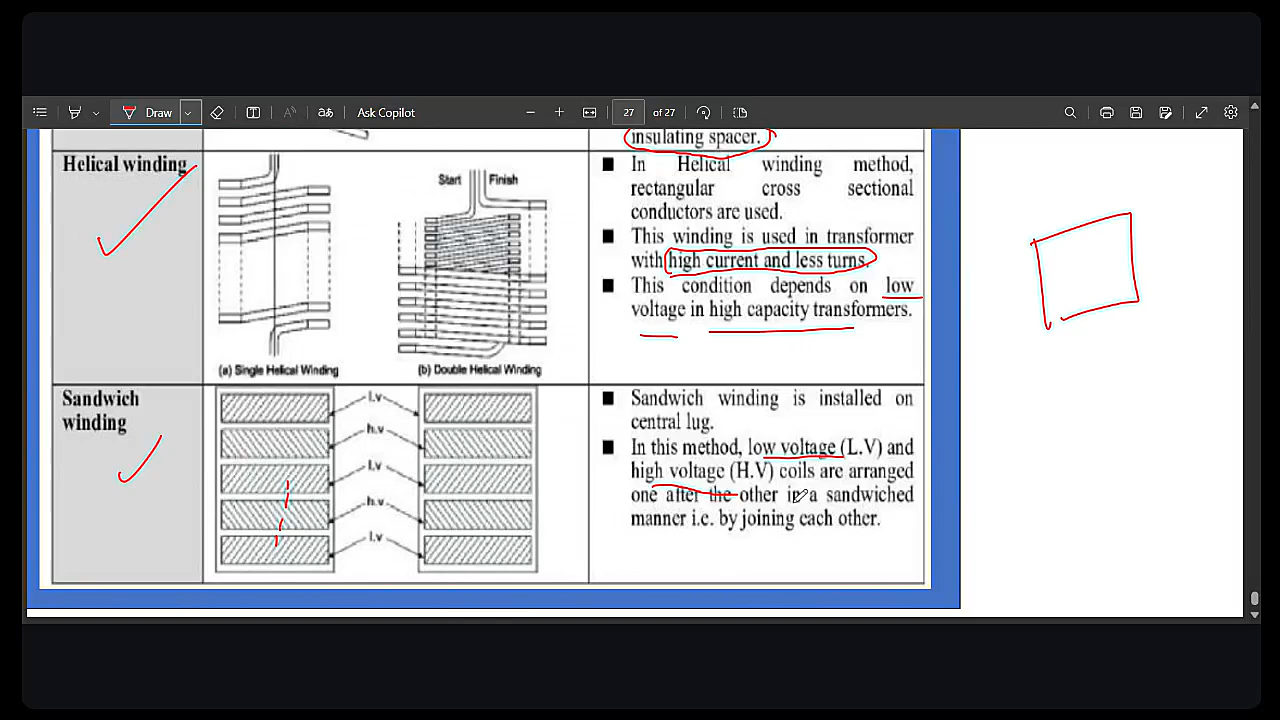 Draw
Ask Copilot
27 of 27
insulating spacer.
Helical winding
Start Finish
(a) Single Helical Winding
(b) Double Helical Winding
■ In Helical winding method,
rectangular cross sectional
conductors are used.
■ This winding is used in transformer
with high current and less turns.
■ This condition depends on low
voltage in high capacity transformers.
Sandwich
winding
l.v
h.v
l.v
h.v
l.v
■ Sandwich winding is installed on
central lug.
■ In this method, low voltage (L.V) and
high voltage (H.V) coils are arranged
one after the other in a sandwiched
manner i.e. by joining each other.